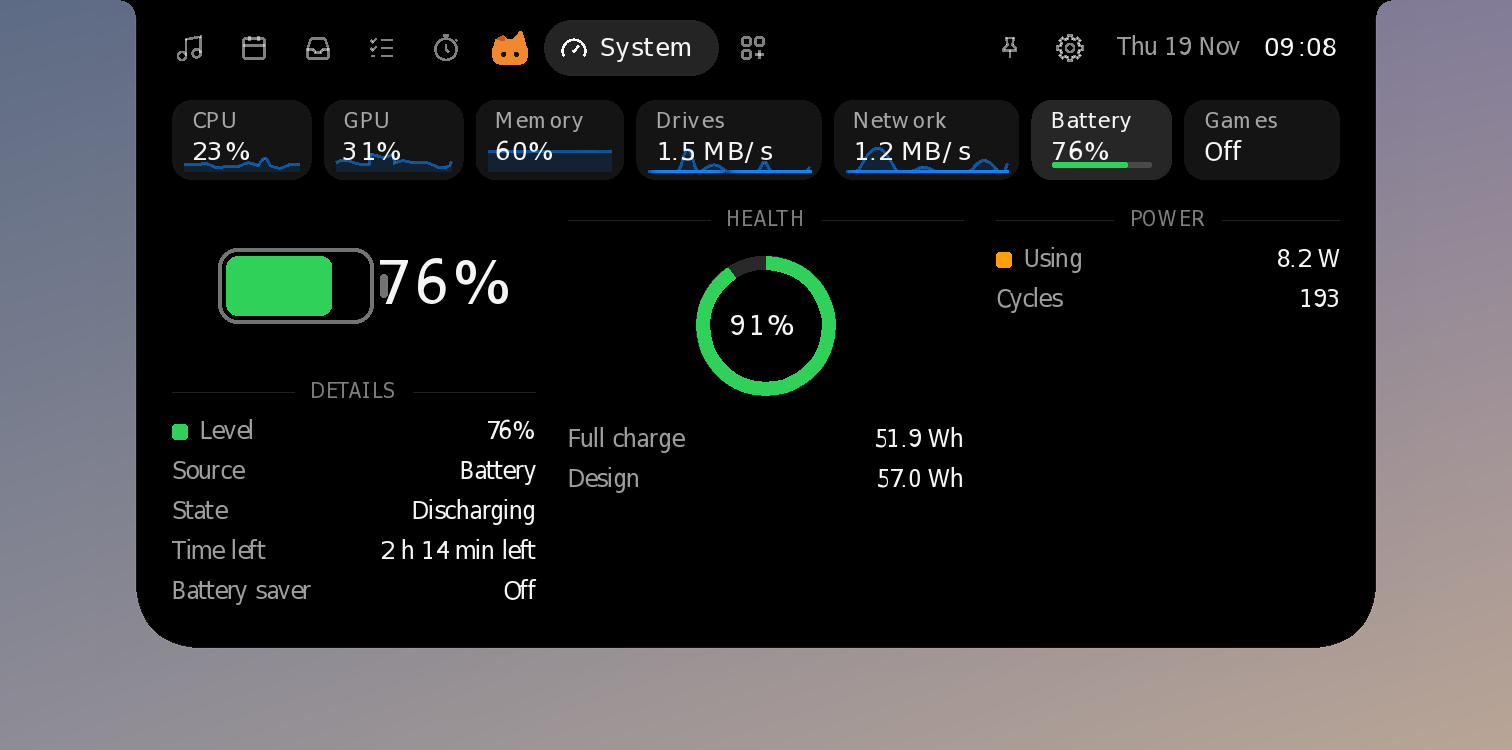 System
Thu 19 Nov 09:08
CPU
23%
GPU
31%
Memory
60%
Drives
1.5 MB/s
Network
1.2 MB/s
Battery
76%
Games
Off
76%
DETAILS
Level 76%
Source Battery
State Discharging
Time left 2 h 14 min left
Battery saver Off
HEALTH
91%
Full charge 51.9 Wh
Design 57.0 Wh
POWER
Using 8.2 W
Cycles 193